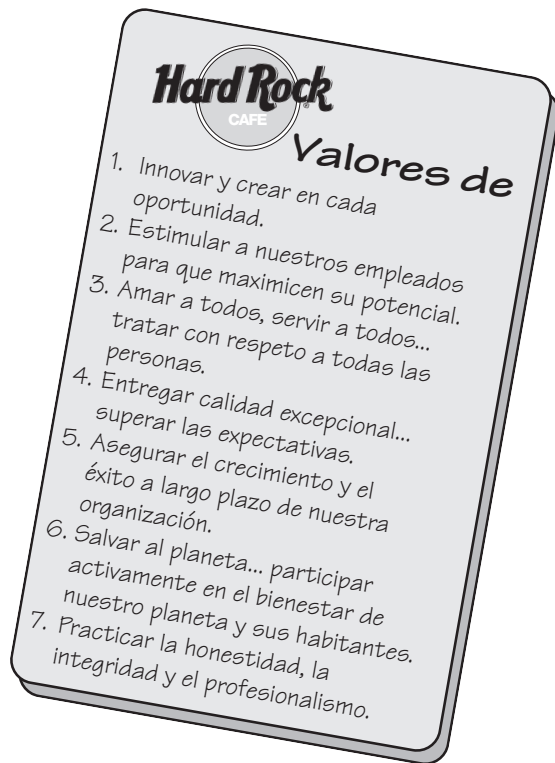 Hard Rock
CAFE
Valores de
1. Innovar y crear en cada
oportunidad.
2. Estimular a nuestros empleados
para que maximicen su potencial.
3. Amar a todos, servir a todos...
tratar con respeto a todas las
personas.
4. Entregar calidad excepcional...
superar las expectativas.
5. Asegurar el crecimiento y el
éxito a largo plazo de nuestra
organización.
6. Salvar al planeta... participar
activamente en el bienestar de
nuestro planeta y sus habitantes.
7. Practicar la honestidad, la
integridad y el profesionalismo.